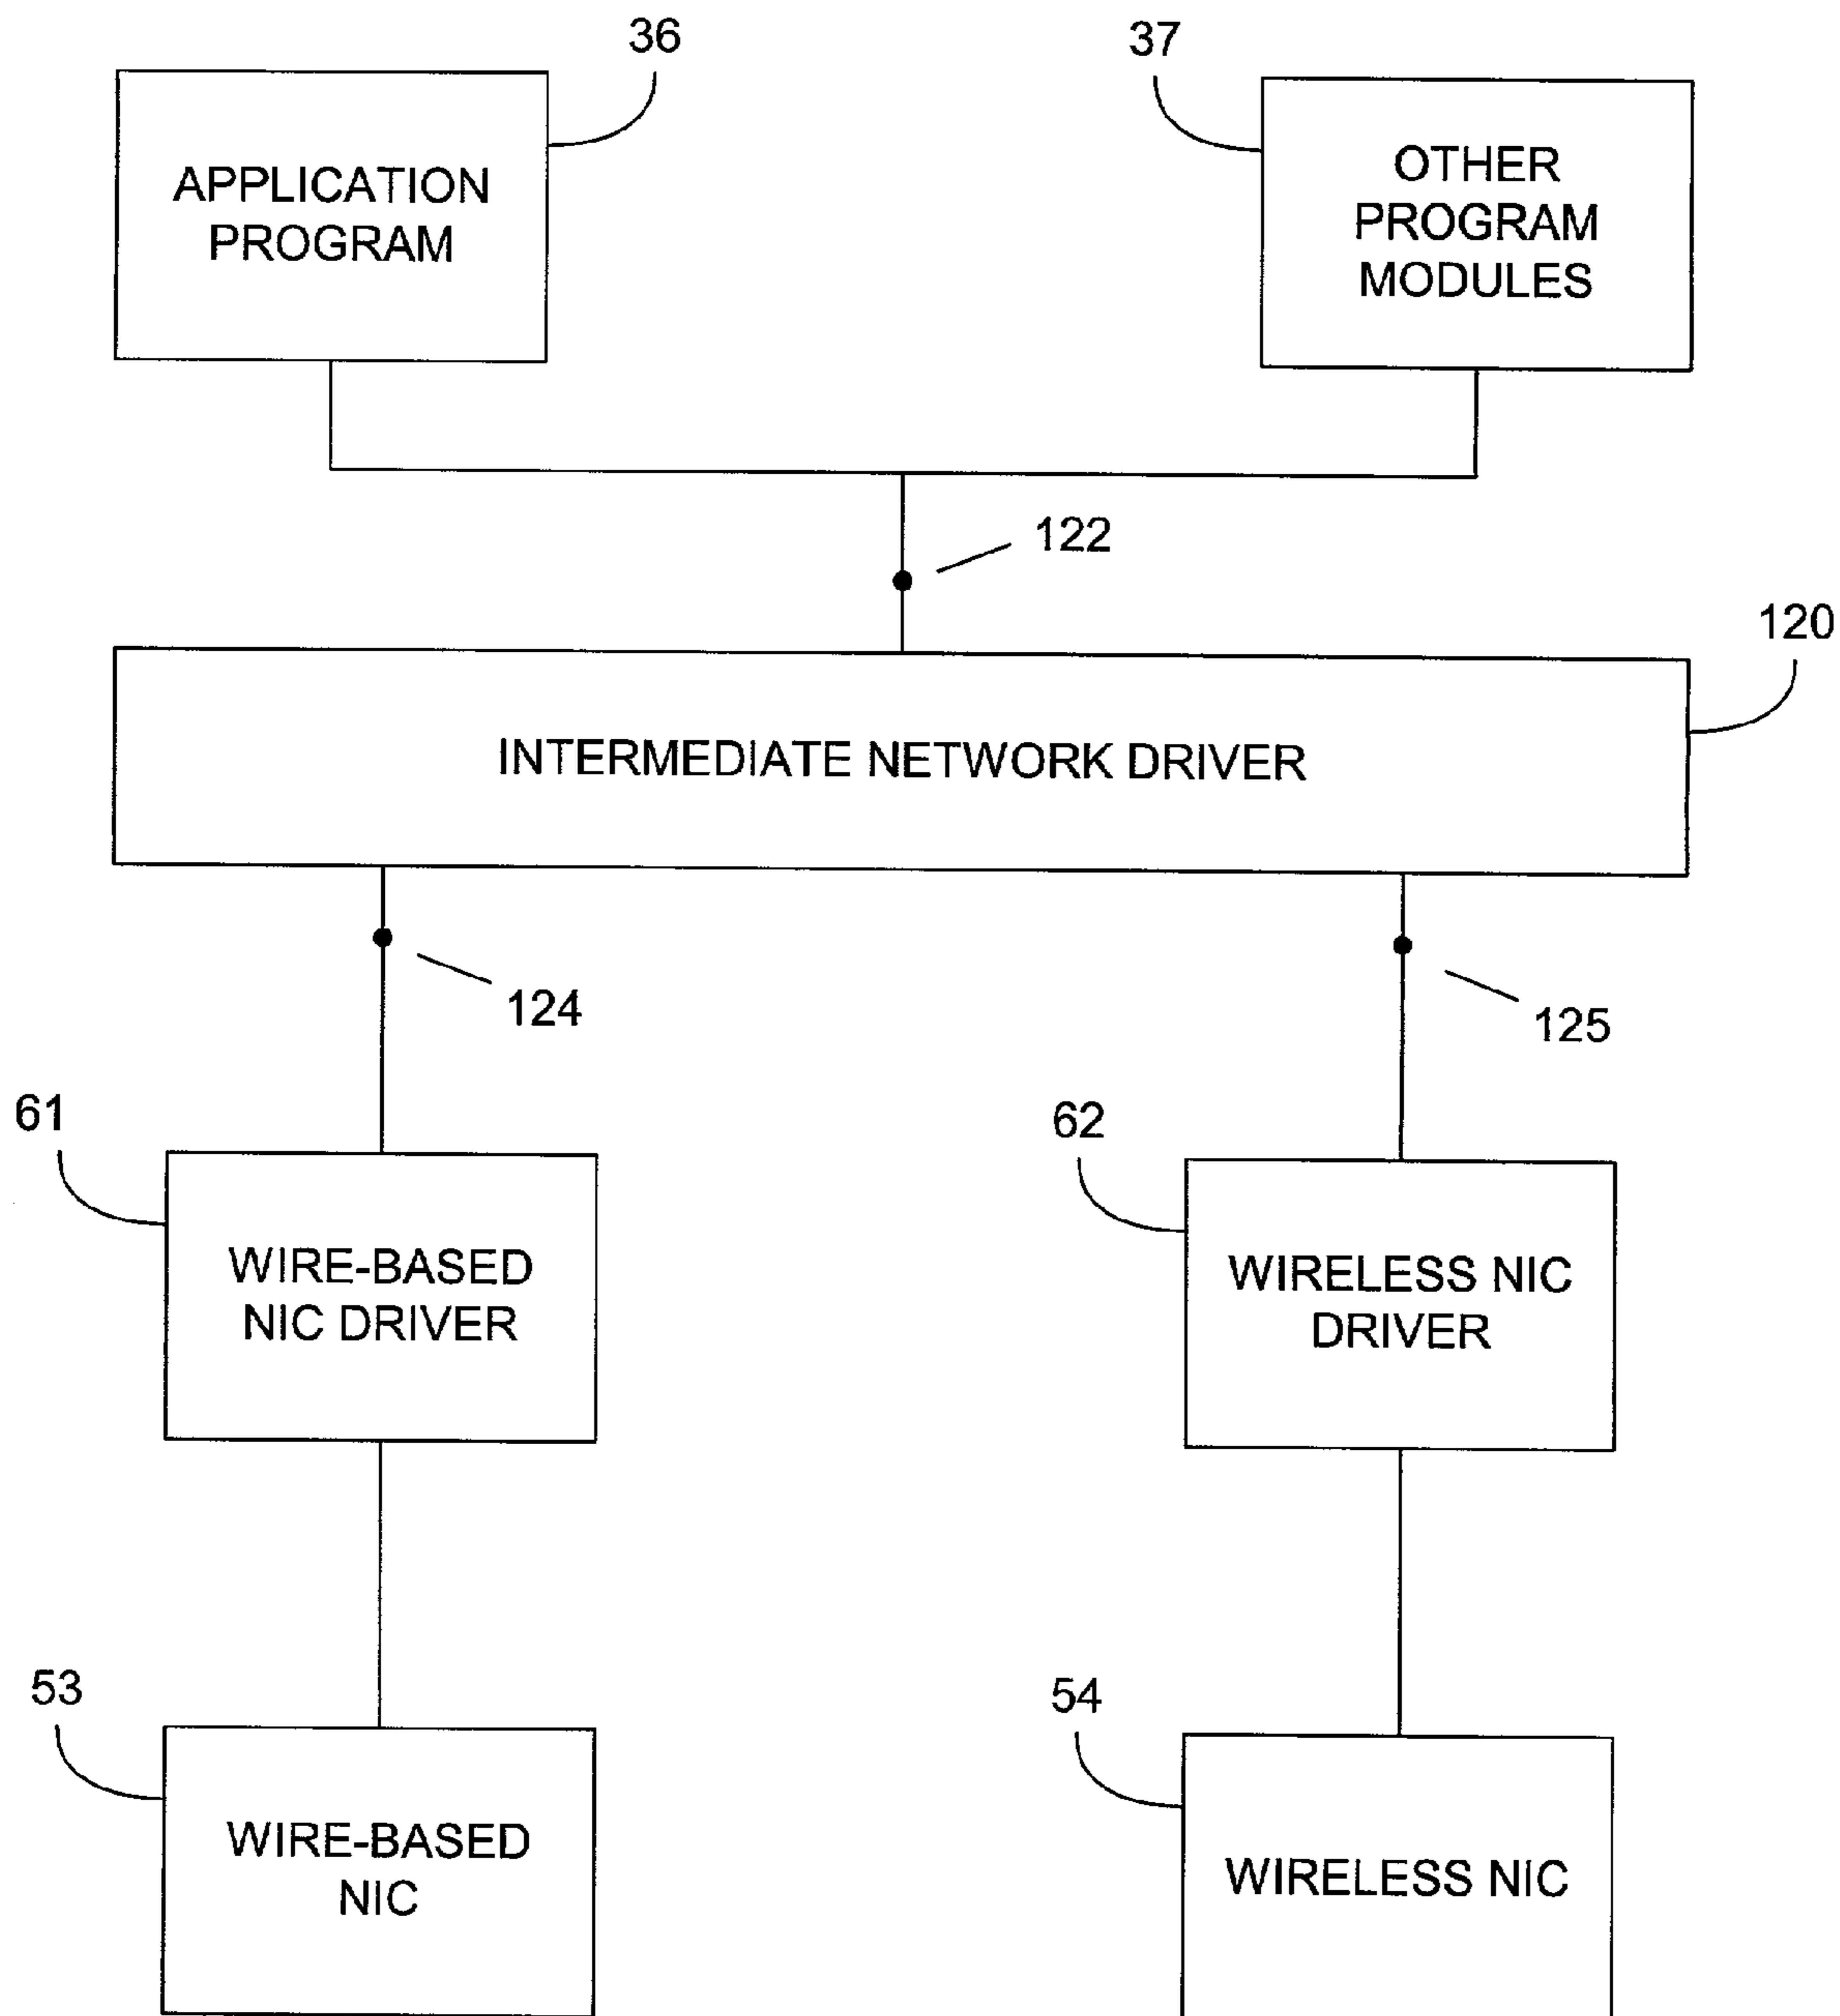 36
37
APPLICATION
PROGRAM
OTHER
PROGRAM
MODULES
122
120
INTERMEDIATE NETWORK DRIVER
124
125
61
62
WIRE-BASED
NIC DRIVER
WIRELESS NIC
DRIVER
53
54
WIRE-BASED
NIC
WIRELESS NIC